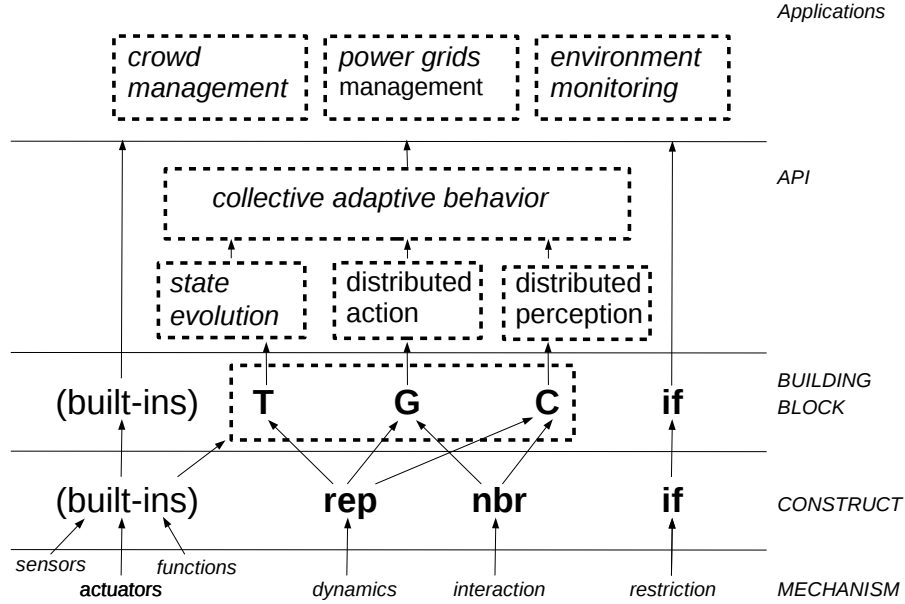 Applications
crowd
management
power grids
management
environment
monitoring
API
collective adaptive behavior
state
evolution
distributed
action
distributed
perception
BUILDING
BLOCK
(built-ins) T G C if
(built-ins) rep nbr if
CONSTRUCT
sensors functions
actuators dynamics interaction restriction
MECHANISM